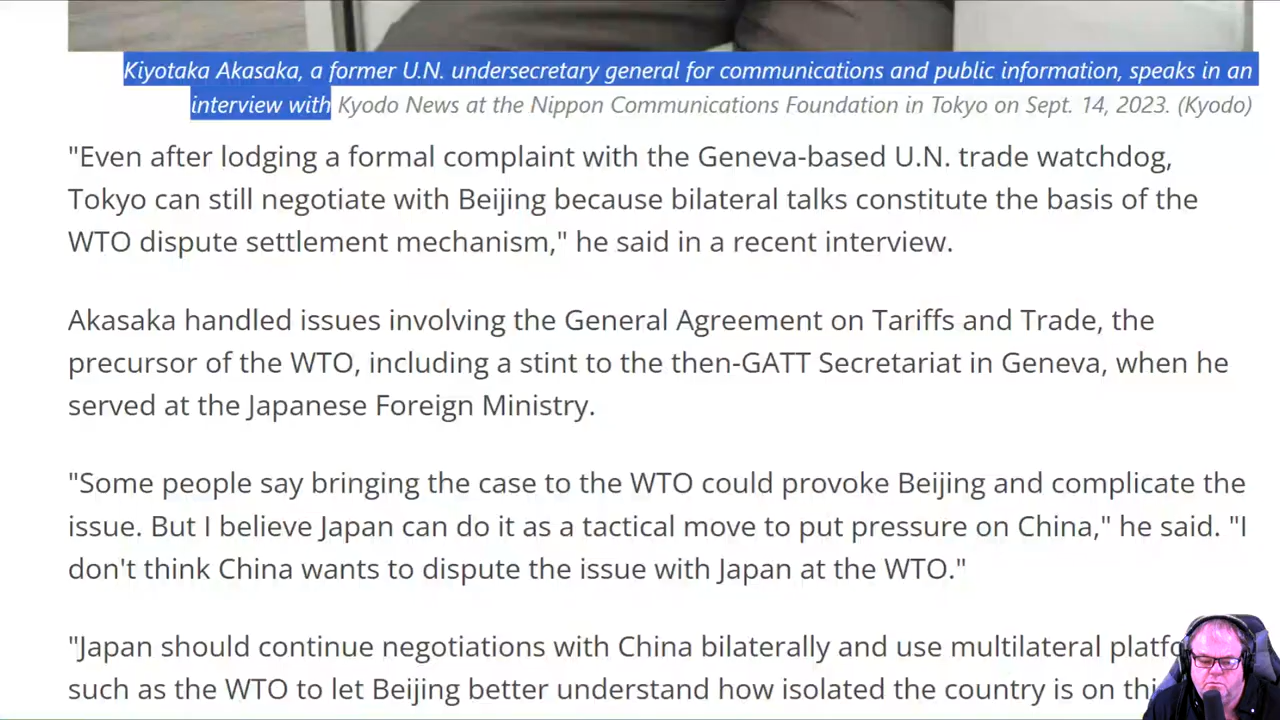 Kiyotaka Akasaka, a former U.N. undersecretary general for communications and public information, speaks in an
interview with Kyodo News at the Nippon Communications Foundation in Tokyo on Sept. 14, 2023. (Kyodo)
"Even after lodging a formal complaint with the Geneva-based U.N. trade watchdog,
Tokyo can still negotiate with Beijing because bilateral talks constitute the basis of the
WTO dispute settlement mechanism," he said in a recent interview.
Akasaka handled issues involving the General Agreement on Tariffs and Trade, the
precursor of the WTO, including a stint to the then-GATT Secretariat in Geneva, when he
served at the Japanese Foreign Ministry.
"Some people say bringing the case to the WTO could provoke Beijing and complicate the
issue. But I believe Japan can do it as a tactical move to put pressure on China," he said. "I
don't think China wants to dispute the issue with Japan at the WTO."
"Japan should continue negotiations with China bilaterally and use multilateral
such as the WTO to let Beijing better understand how isolated the country is on